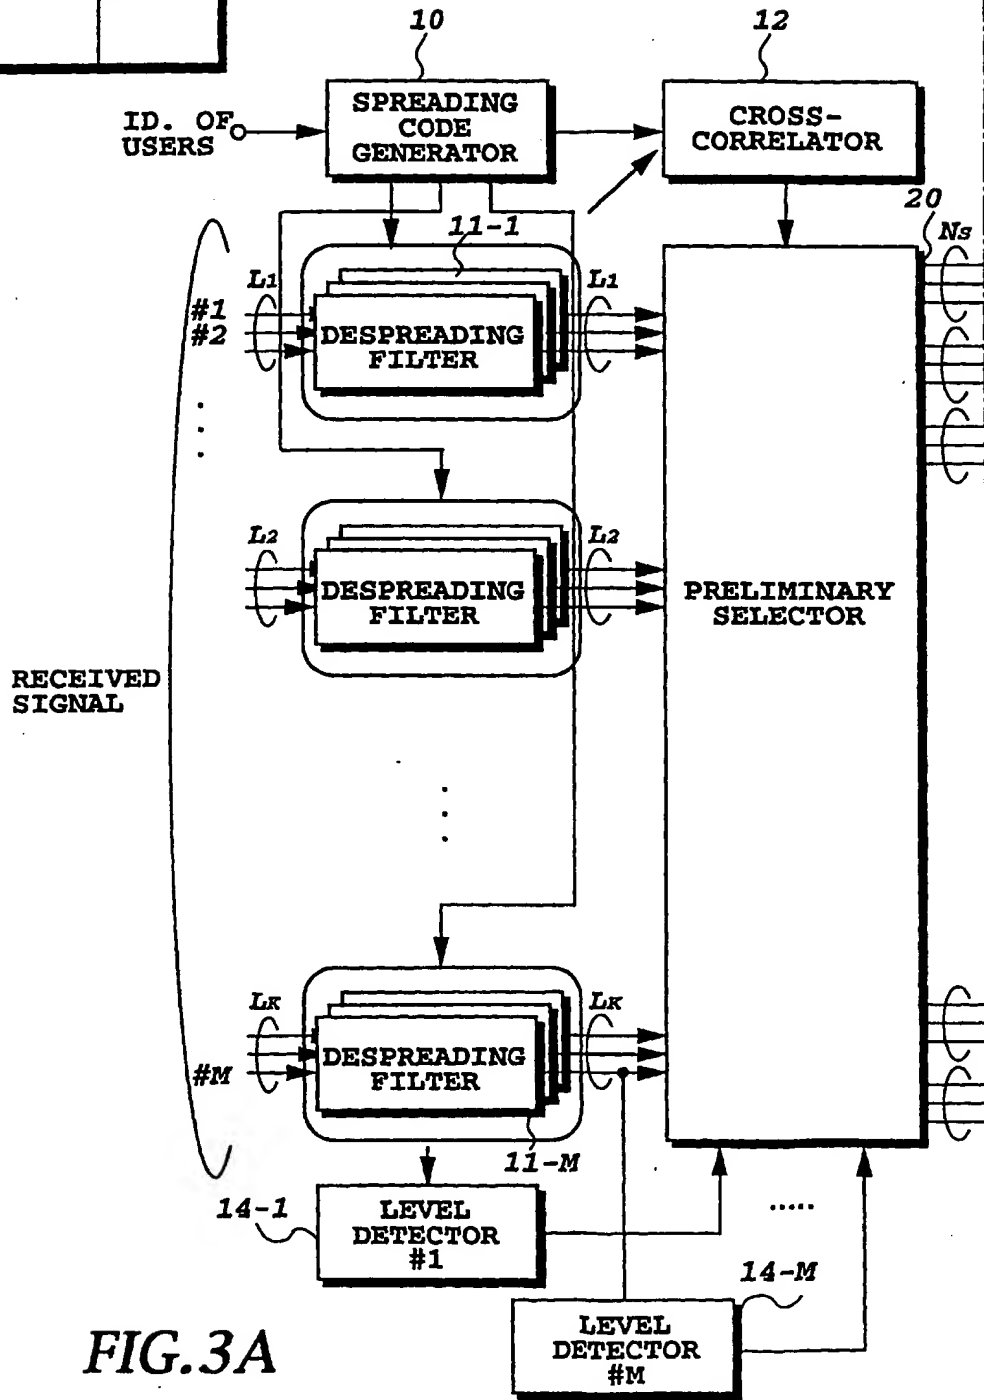 10
12
ID. OF
USERS
SPREADING
CODE
GENERATOR
CROSS-
CORRELATOR
20
11-1
Ns
L1
L1
#1
#2
DESPREADING
FILTER
L2
L2
DESPREADING
FILTER
PRELIMINARY
SELECTOR
RECEIVED
SIGNAL
LK
LK
#M
DESPREADING
FILTER
11-M
14-1
LEVEL
DETECTOR
#1
14-M
LEVEL
DETECTOR
#M
FIG.3A